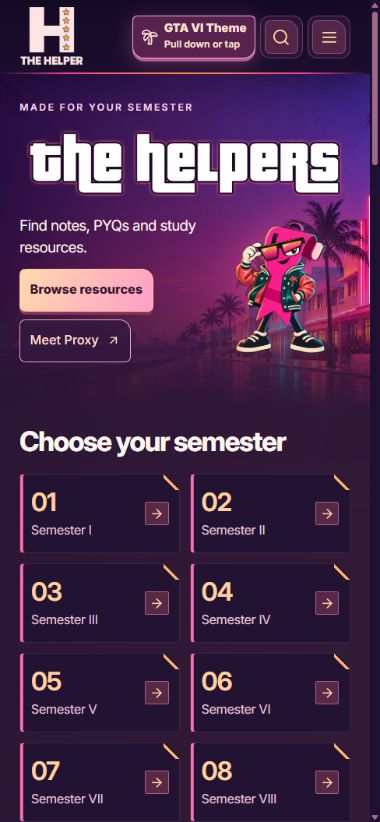 H
THE HELPER
GTA VI Theme
Pull down or tap
MADE FOR YOUR SEMESTER
the helpers
Find notes, PYQs and study
resources.
Browse resources
Meet Proxy
Choose your semester
01
Semester I
02
Semester II
03
Semester III
04
Semester IV
05
Semester V
06
Semester VI
07
Semester VII
08
Semester VIII